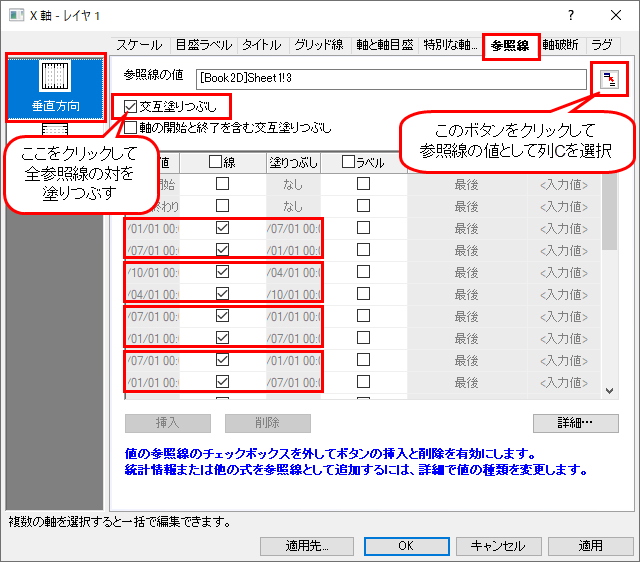 X 軸 - レイヤ 1
スケール 目盛ラベル タイトル グリッド線 軸と軸目盛 特別な軸... 参照線 軸破断 ラグ
垂直方向
参照線の値 [Book2D]Sheet1!3
交互塗りつぶし
軸の開始と終了を含む交互塗りつぶし
ここをクリックして
全参照線の対を
塗りつぶす
このボタンをクリックして
参照線の値として列Cを選択
値 線 塗りつぶし ラベル
開始 なし 最後 <入力値>
終わり なし 最後 <入力値>
/01/01 00:0 /07/01 00:0 最後 <入力値>
/07/01 00:0 /01/01 00:0 最後 <入力値>
/10/01 00:0 /04/01 00:0 最後 <入力値>
/04/01 00:0 /10/01 00:0 最後 <入力値>
/07/01 00:0 /01/01 00:0 最後 <入力値>
/01/01 00:0 /07/01 00:0 最後 <入力値>
/07/01 00:0 /01/01 00:0 最後 <入力値>
/01/01 00:0 /07/01 00:0 最後 <入力値>
挿入 削除 詳細...
値の参照線のチェックボックスを外してボタンの挿入と削除を有効にします。
統計情報または他の式を参照線として追加するには、詳細で値の種類を変更します。
複数の軸を選択すると一括で編集できます。
適用先... OK キャンセル 適用